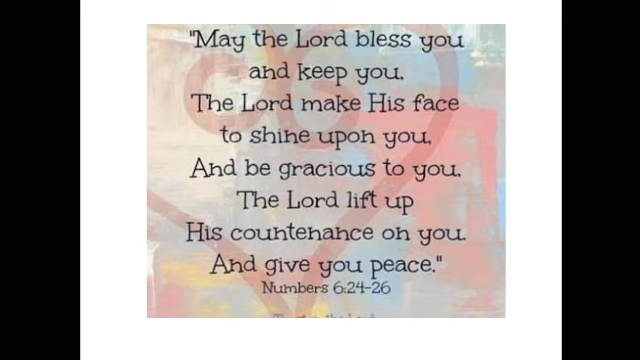 "May the Lord bless you
and keep you.
The Lord make His face
to shine upon you,
And be gracious to you.
The Lord lift up
His countenance on you.
And give you peace."
Numbers 6:24-26